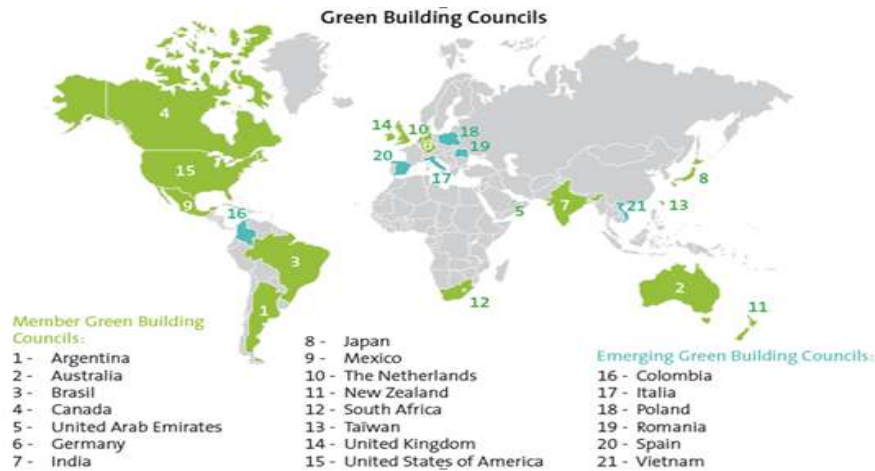 Green Building Councils
4
14
10
18
6
19
15
20
17
8
9
5
7
13
16
21
3
2
12
11
1
Member Green Building
Councils:
1 - Argentina
2 - Australia
3 - Brasil
4 - Canada
5 - United Arab Emirates
6 - Germany
7 - India
8 - Japan
9 - Mexico
10 - The Netherlands
11 - New Zealand
12 - South Africa
13 - Taïwan
14 - United Kingdom
15 - United States of America
Emerging Green Building Councils:
16 - Colombia
17 - Italia
18 - Poland
19 - Romania
20 - Spain
21 - Vietnam